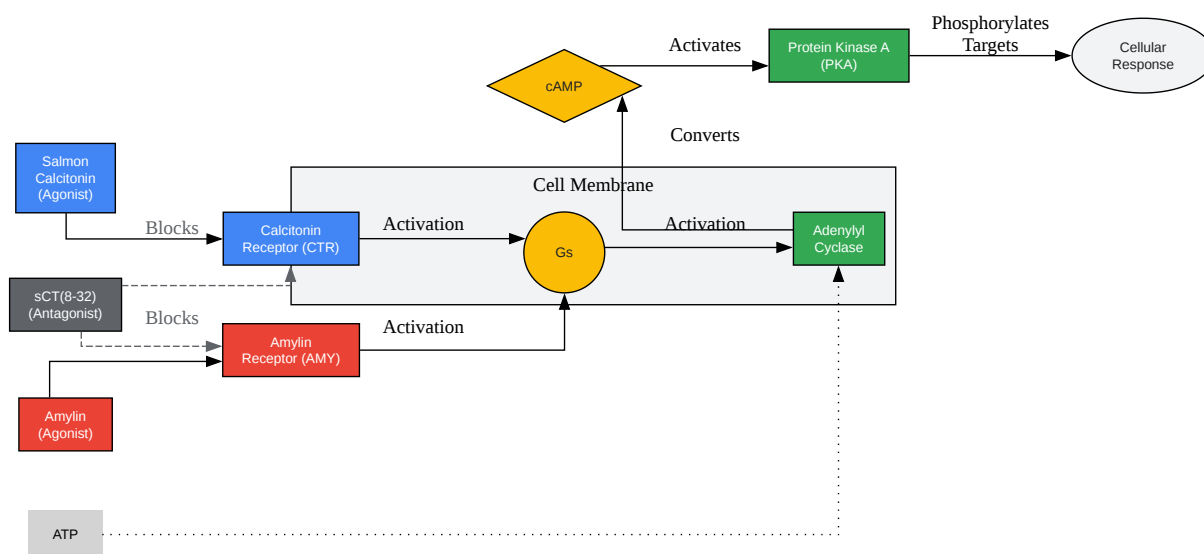 Phosphorylates
Targets
Activates
Protein Kinase A
(PKA)
Cellular
Response
cAMP
Converts
Salmon
Calcitonin
(Agonist)
Cell Membrane
Blocks
Calcitonin
Receptor (CTR)
Activation
Gs
Activation
Adenylyl
Cyclase
sCT(8-32)
(Antagonist)
Blocks
Amylin
Receptor (AMY)
Activation
Amylin
(Agonist)
ATP